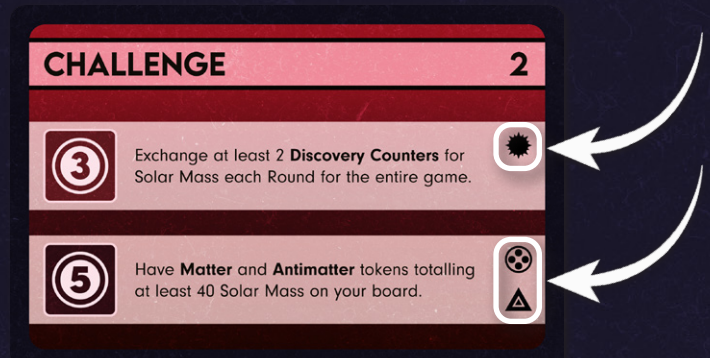 CHALLENGE 2
3
Exchange at least 2 Discovery Counters for
Solar Mass each Round for the entire game.
5
Have Matter and Antimatter tokens totalling
at least 40 Solar Mass on your board.